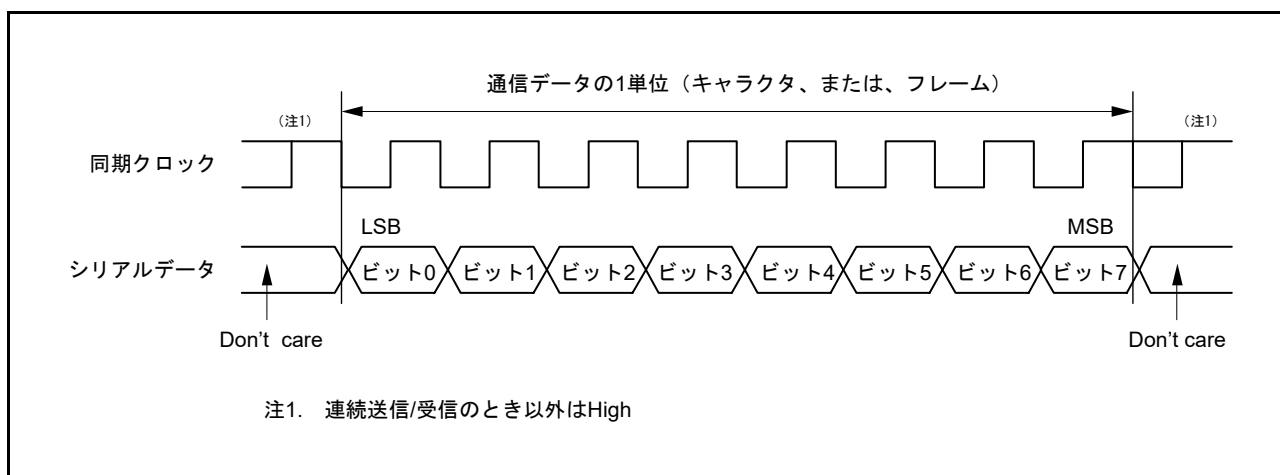 通信データの1単位（キャラクタ、または、フレーム）
（注1）
（注1）
同期クロック
LSB
MSB
シリアルデータ
ビット0 ビット1 ビット2 ビット3 ビット4 ビット5 ビット6 ビット7
Don't care
Don't care
注1. 連続送信/受信のとき以外はHigh